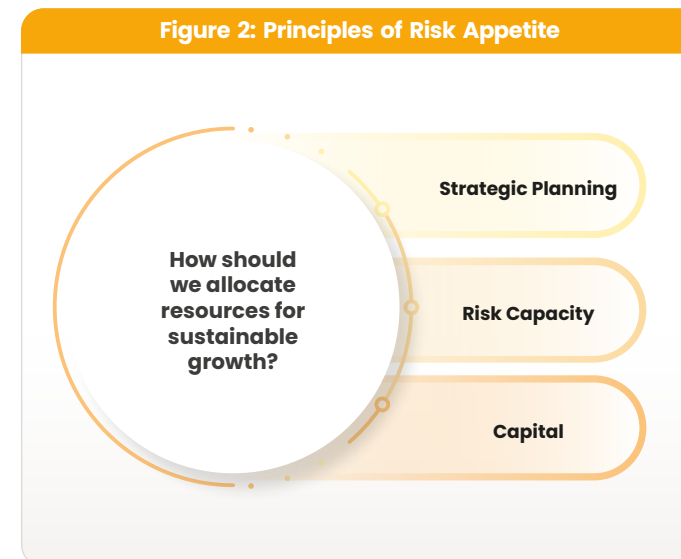 Figure 2: Principles of Risk Appetite
How should
we allocate
resources for
sustainable
growth?
Strategic Planning
Risk Capacity
Capital